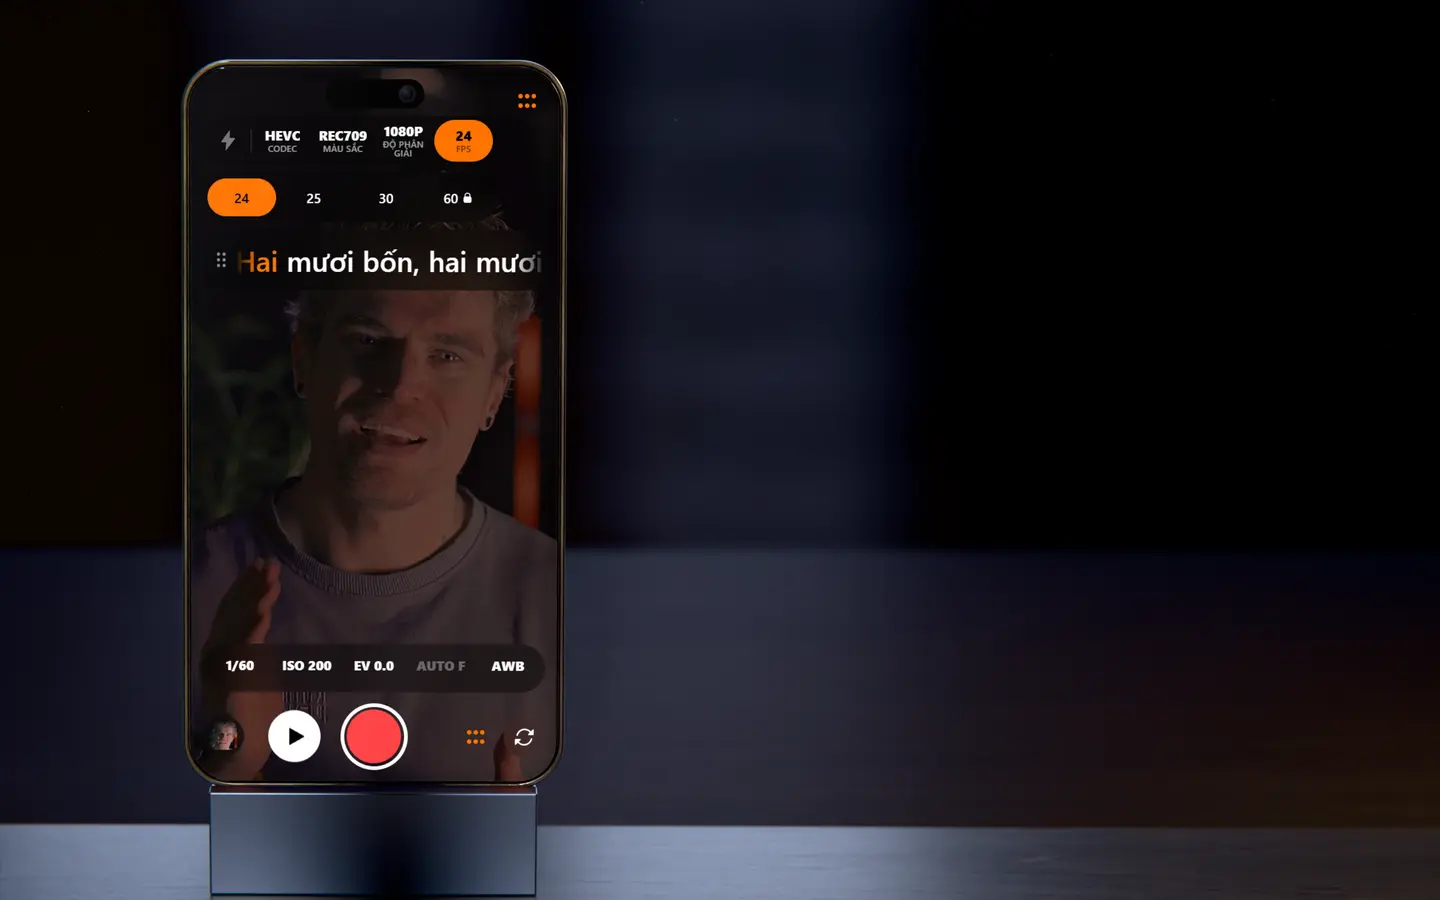 HEVC
CODEC
REC709
MÀU SẮC
1080P
ĐỘ PHÂN
GIẢI
24
FPS
24
25
30
60
Hai mươi bốn, hai mươi
1/60
ISO 200
EV 0.0
AUTO F
AWB